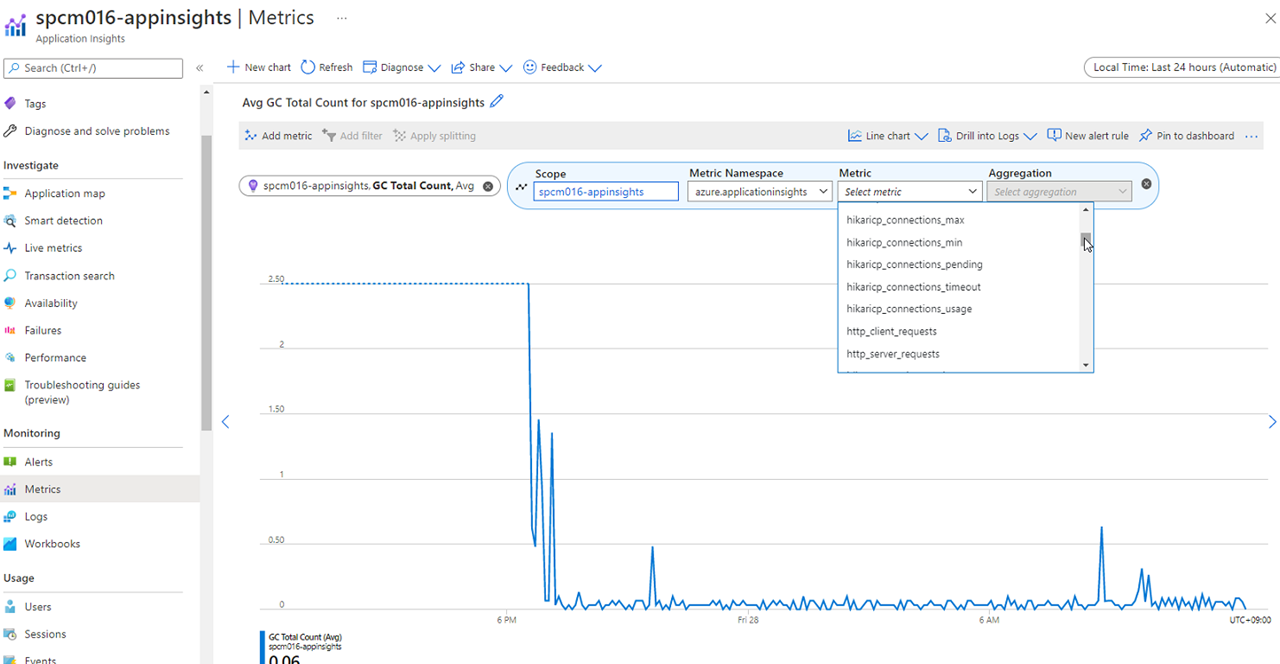 spcm016-appinsights | Metrics ...
Application Insights
Search (Ctrl+/)
«
New chart
Refresh
Diagnose
Share
Feedback
Local Time: Last 24 hours (Automatic)
Tags
Diagnose and solve problems
Investigate
Application map
Smart detection
Live metrics
Transaction search
Availability
Failures
Performance
Troubleshooting guides
(preview)
Monitoring
Alerts
Metrics
Logs
Workbooks
Usage
Users
Sessions
Events
Avg GC Total Count for spcm016-appinsights
Add metric
Add filter
Apply splitting
Line chart
Drill into Logs
New alert rule
Pin to dashboard
...
spcm016-appinsights, GC Total Count, Avg
Scope
spcm016-appinsights
Metric Namespace
azure.applicationinsights
Metric
Select metric
Aggregation
Select aggregation
hikaricp_connections_max
hikaricp_connections_min
hikaricp_connections_pending
hikaricp_connections_timeout
hikaricp_connections_usage
http_client_requests
http_server_requests
2.50
2
1.50
1
0.50
0
6 PM
Fri 28
6 AM
UTC+09:00
GC Total Count (Avg)
spcm016-appinsights
0.06